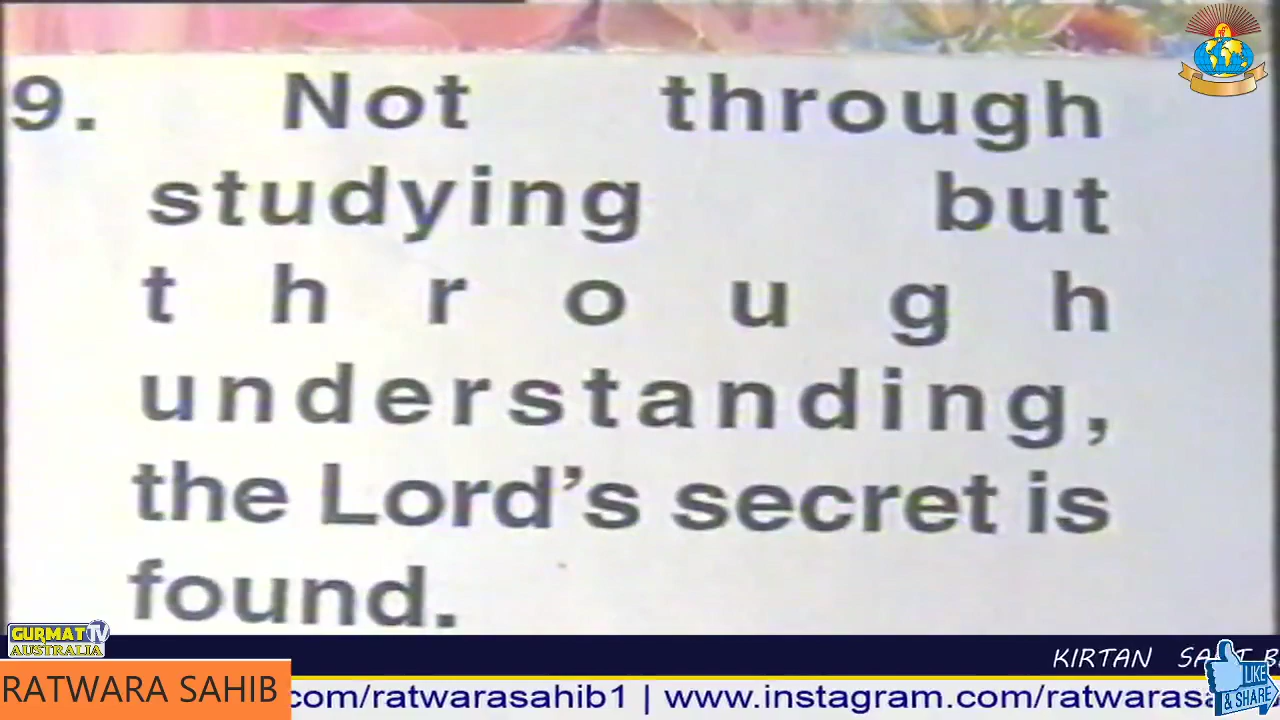 9. Not through
studying but
through
understanding,
the Lord's secret is
found.
GURMAT TV
AUSTRALIA
KIRTAN
RATWARA SAHIB
com/ratwarasahib1 | www.instagram.com/ratwarasa
LIKE
& SHARE